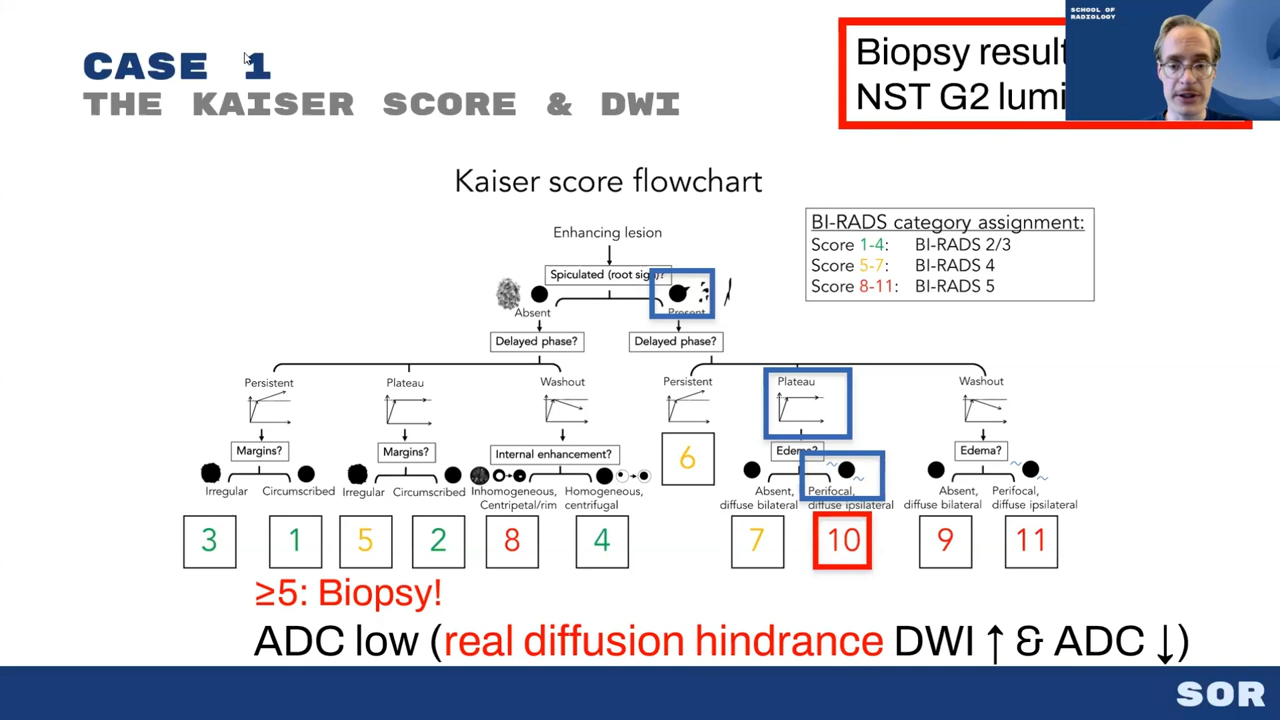 CASE 1
THE KAISER SCORE & DWI
Biopsy result
NST G2
SCHOOL OF
RADIOLOGY
Kaiser score flowchart
BI-RADS category assignment:
Score 1-4: BI-RADS 2/3
Score 5-7: BI-RADS 4
Score 8-11: BI-RADS 5
Enhancing lesion
Spiculated (root sign)?
Absent
Present
Delayed phase?
Delayed phase?
Persistent
Plateau
Washout
Persistent
Plateau
Washout
Margins?
Margins?
Internal enhancement?
6
Edema?
Edema?
Irregular
Circumscribed
Irregular
Circumscribed
Inhomogeneous,
Centripetal/rim
Homogeneous,
centrifugal
Absent,
diffuse bilateral
Perifocal,
diffuse ipsilateral
Absent,
diffuse bilateral
Perifocal,
diffuse ipsilateral
3
1
5
2
8
4
7
10
9
11
≥5: Biopsy!
ADC low (real diffusion hindrance DWI ↑ & ADC ↓)
SOR